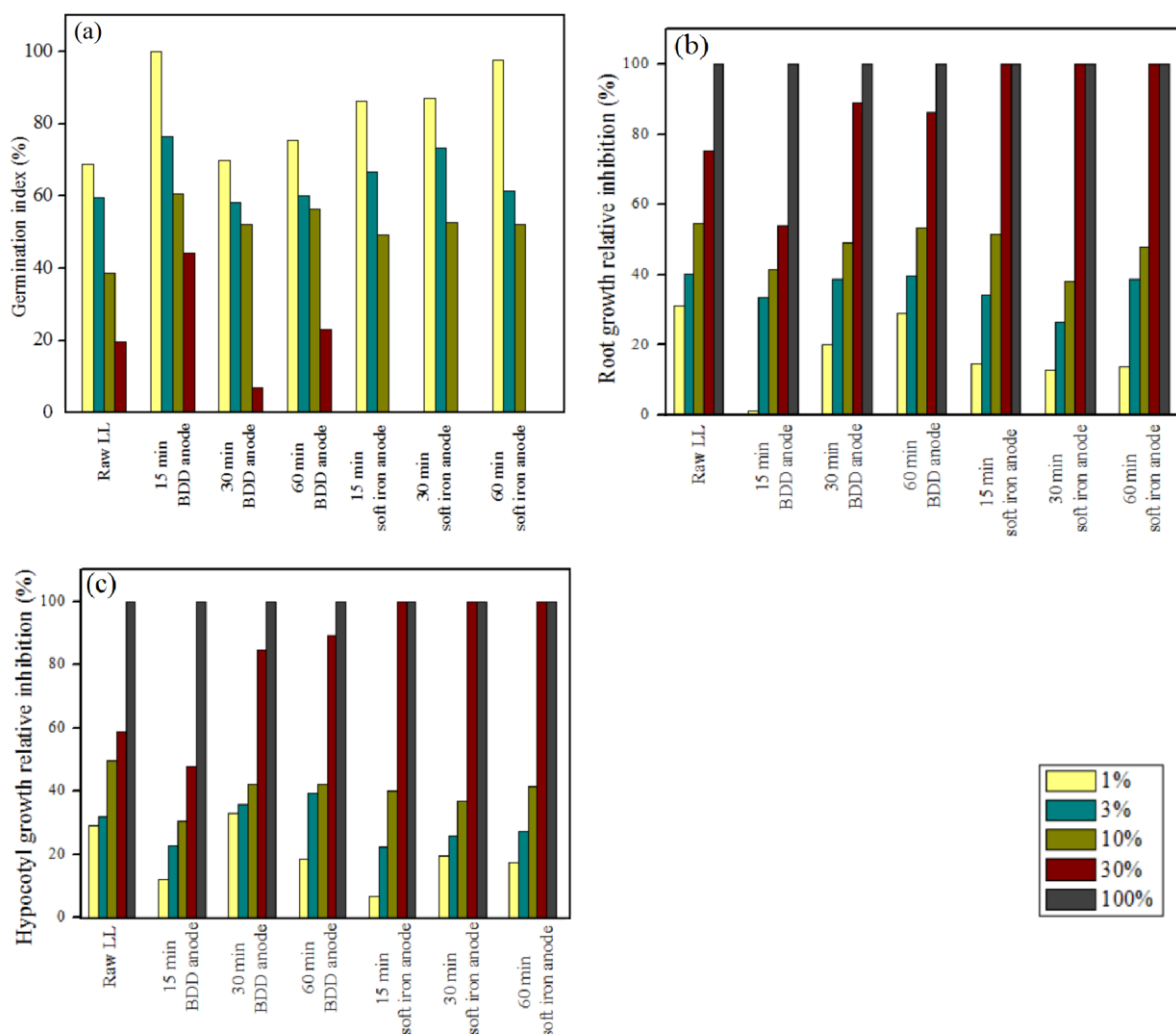 (a)
Germination index (%)
100
80
60
40
20
0
Raw LL
15 min
BDD anode
30 min
BDD anode
60 min
BDD anode
15 min
soft iron anode
30 min
soft iron anode
60 min
soft iron anode
(b)
Root growth relative inhibition (%)
100
80
60
40
20
0
Raw LL
15 min
BDD anode
30 min
BDD anode
60 min
BDD anode
15 min
soft iron anode
30 min
soft iron anode
60 min
soft iron anode
(c)
Hypocotyl growth relative inhibition (%)
100
80
60
40
20
0
Raw LL
15 min
BDD anode
30 min
BDD anode
60 min
BDD anode
15 min
soft iron anode
30 min
soft iron anode
60 min
soft iron anode
1%
3%
10%
30%
100%